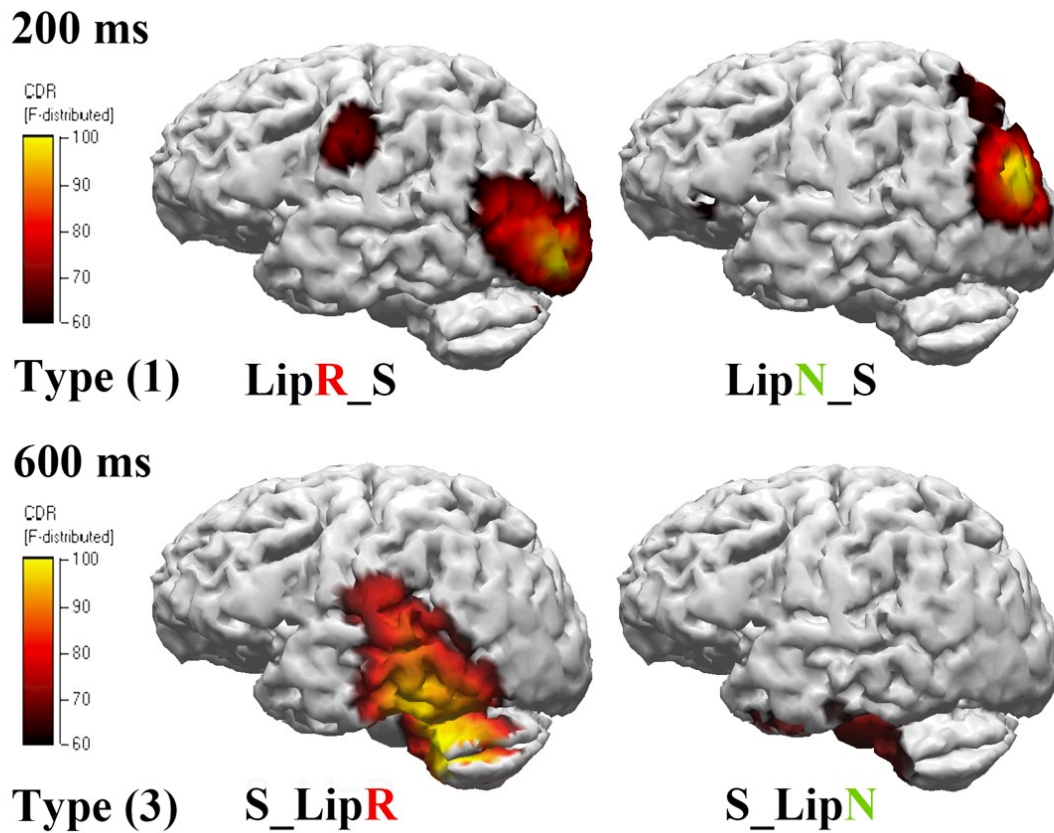 200 ms
CDR
[F-distributed]
100
90
80
70
60
Type (1)
LipR_S
LipN_S
600 ms
CDR
[F-distributed]
100
90
80
70
60
Type (3)
S_LipR
S_LipN